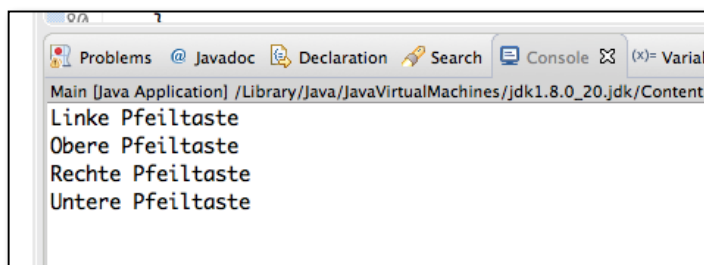 80 }
Problems @ Javadoc Declaration Search Console (x)= Varial
Main [Java Application] /Library/Java/JavaVirtualMachines/jdk1.8.0_20.jdk/Content
Linke Pfeiltaste
Obere Pfeiltaste
Rechte Pfeiltaste
Untere Pfeiltaste